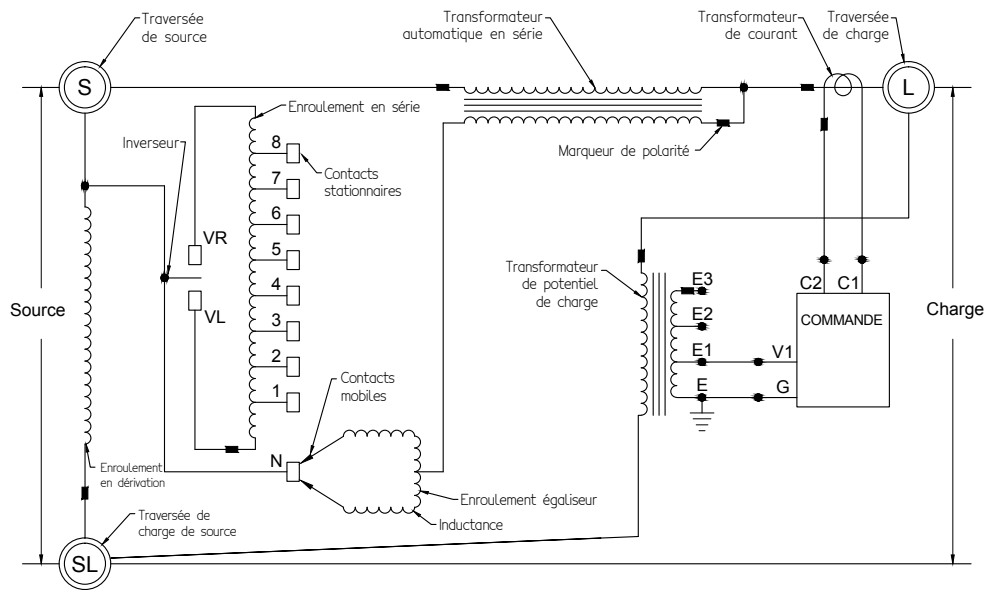 Traversée
de source
Transformateur
automatique en série
Transformateur
de courant
Traversée
de charge
S
L
Enroulement en série
Inverseur
Marqueur de polarité
8
Contacts
stationnaires
7
6
VR
5
4
VL
3
2
1
Transformateur
de potentiel
de charge
E3
E2
E1
E
C2
C1
COMMANDE
V1
G
Source
Charge
Contacts
mobiles
N
Enroulement
en dérivation
Enroulement égaliseur
Inductance
Traversée de
charge de source
SL